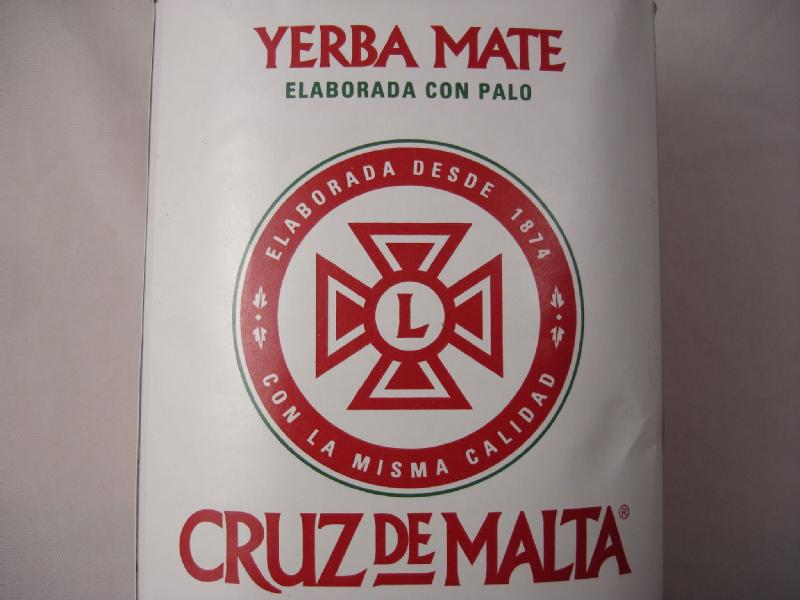 YERBA MATE
ELABORADA CON PALO
ELABORADA DESDE 1874
L
CON LA MISMA CALIDAD
CRUZ DE MALTA®